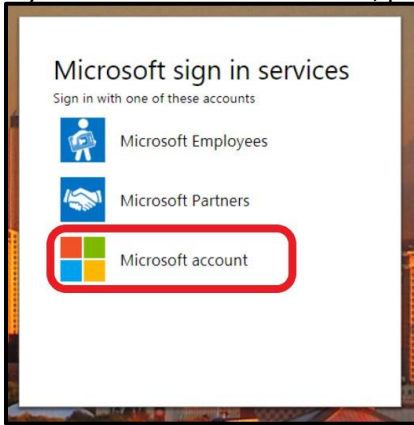 Microsoft sign in services
Sign in with one of these accounts
Microsoft Employees
Microsoft Partners
Microsoft account